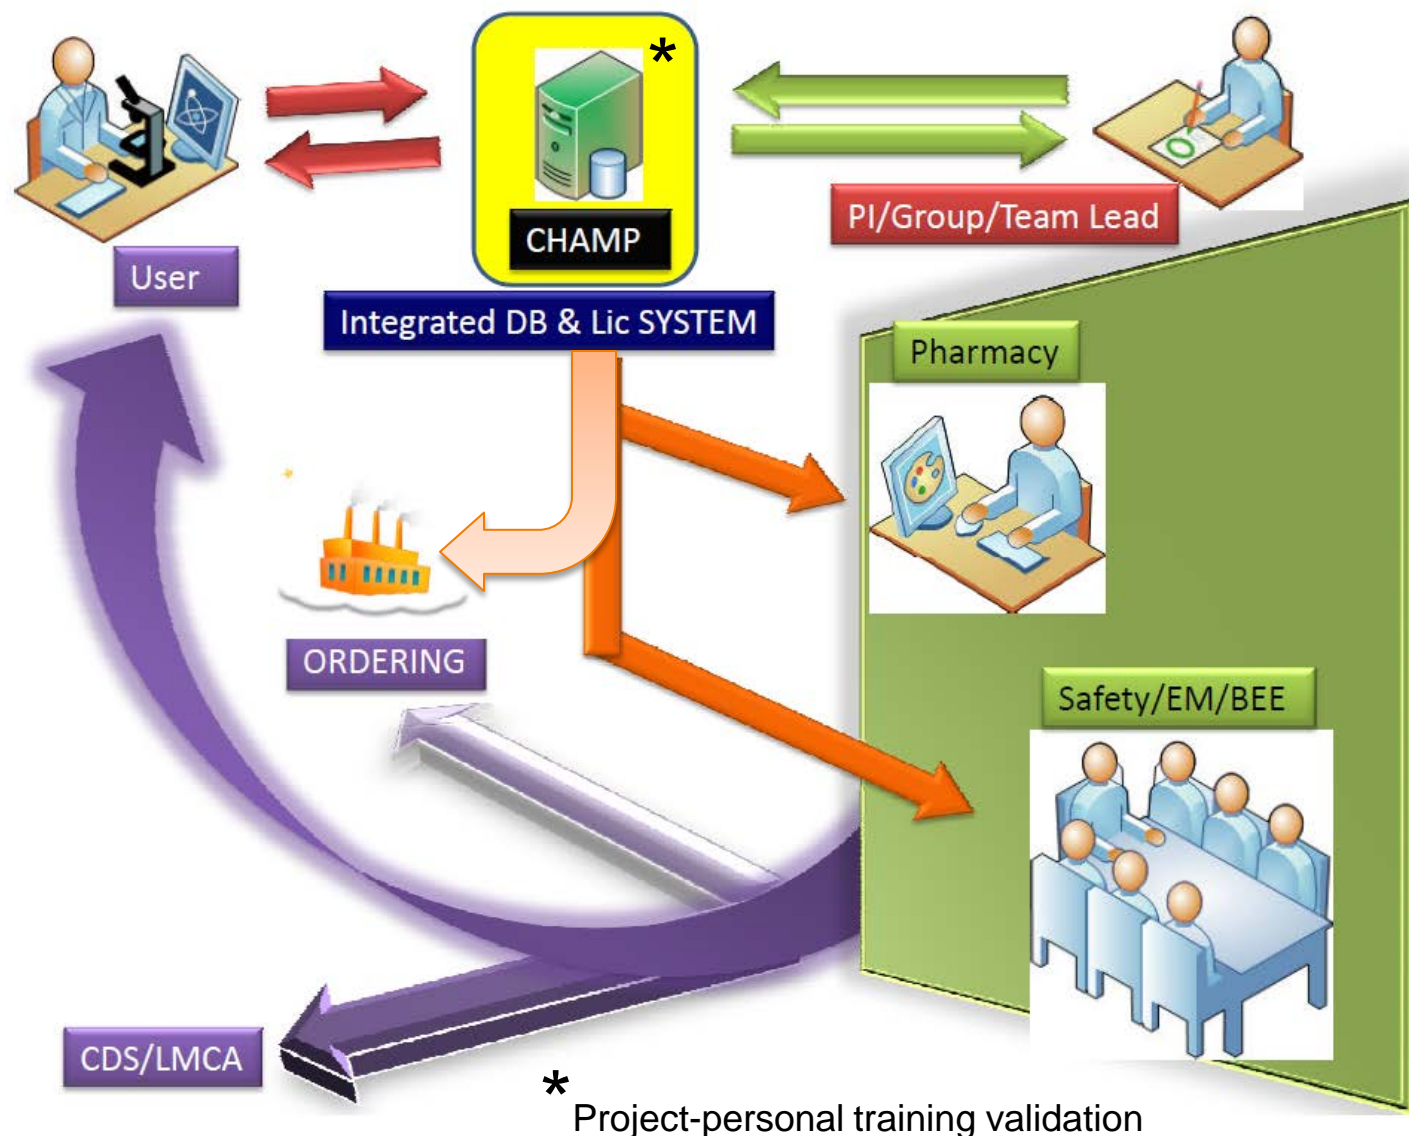 *
CHAMP
PI/Group/Team Lead
User
Integrated DB & Lic SYSTEM
Pharmacy
ORDERING
Safety/EM/BEE
CDS/LMCA
* Project-personal training validation